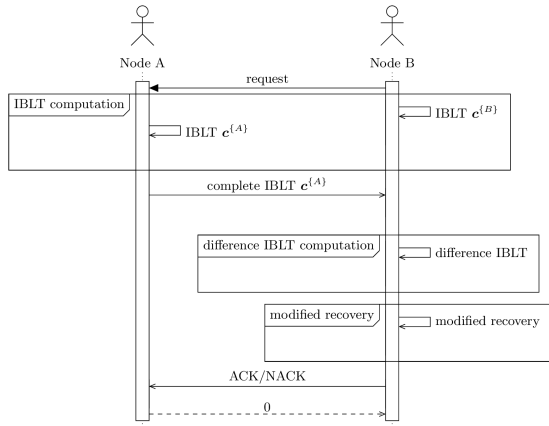 Node A
Node B
request
IBLT computation
IBLT c^{B}
IBLT c^{A}
complete IBLT c^{A}
difference IBLT computation
difference IBLT
modified recovery
modified recovery
ACK/NACK
0